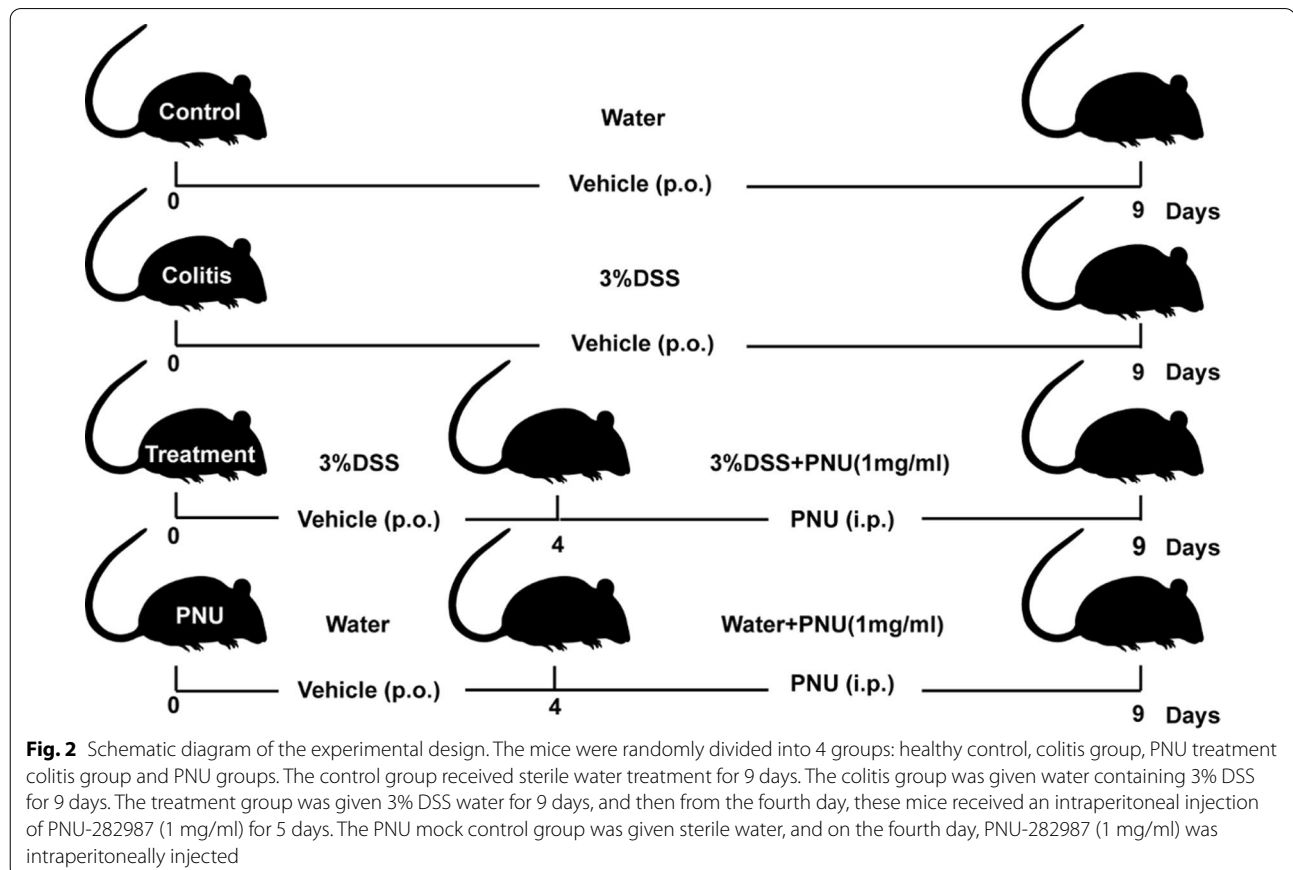 Control
Water
Vehicle (p.o.)
0
9 Days
Colitis
3%DSS
Vehicle (p.o.)
0
9 Days
Treatment
3%DSS
3%DSS+PNU(1mg/ml)
Vehicle (p.o.)
PNU (i.p.)
0
4
9 Days
PNU
Water
Water+PNU(1mg/ml)
Vehicle (p.o.)
PNU (i.p.)
0
4
9 Days
Fig. 2 Schematic diagram of the experimental design. The mice were randomly divided into 4 groups: healthy control, colitis group, PNU treatment
colitis group and PNU groups. The control group received sterile water treatment for 9 days. The colitis group was given water containing 3% DSS
for 9 days. The treatment group was given 3% DSS water for 9 days, and then from the fourth day, these mice received an intraperitoneal injection
of PNU-282987 (1 mg/ml) for 5 days. The PNU mock control group was given sterile water, and on the fourth day, PNU-282987 (1 mg/ml) was
intraperitoneally injected